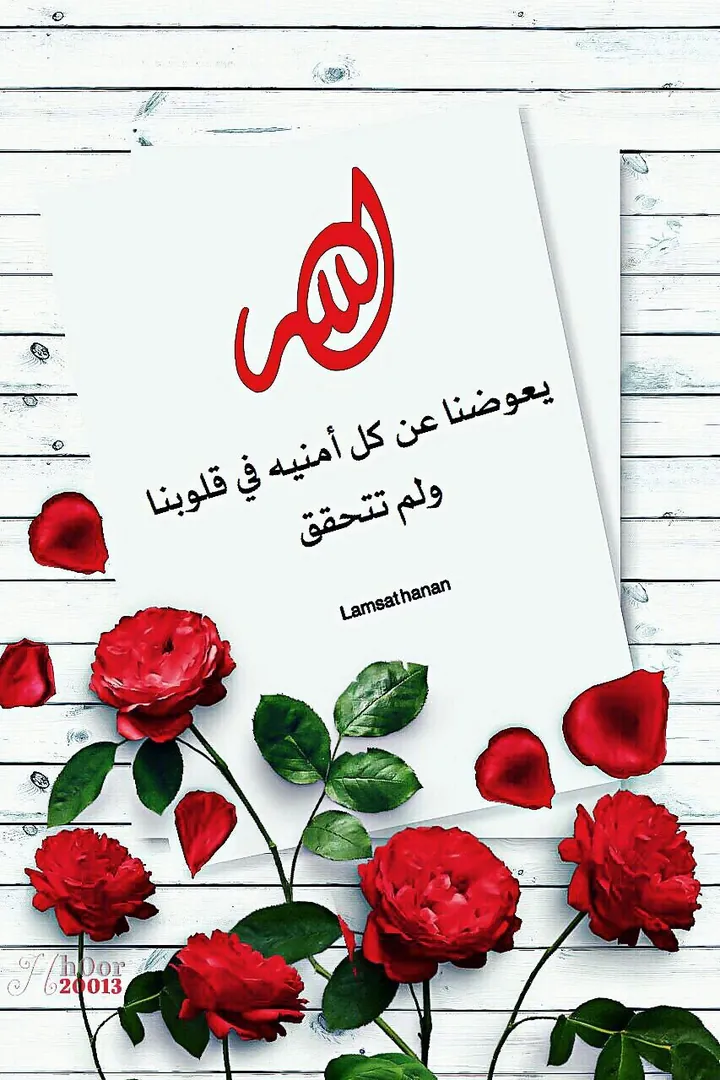 الله
يعوضنا عن كل أمنيه في قلوبنا
ولم تتحقق
Lamsathanan
h0or
20013